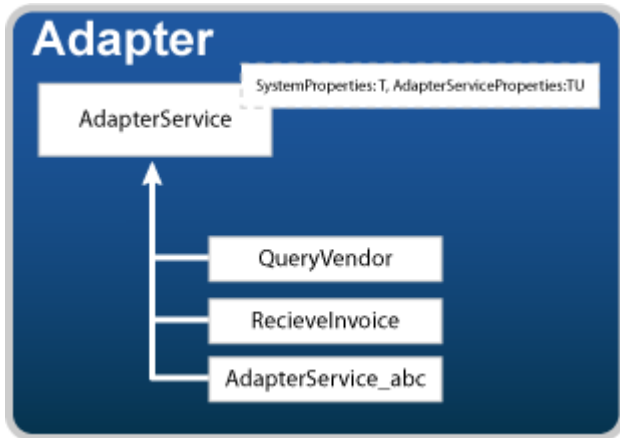 Adapter
SystemProperties: T, AdapterServiceProperties:TU
AdapterService
QueryVendor
RecieveInvoice
AdapterService_abc